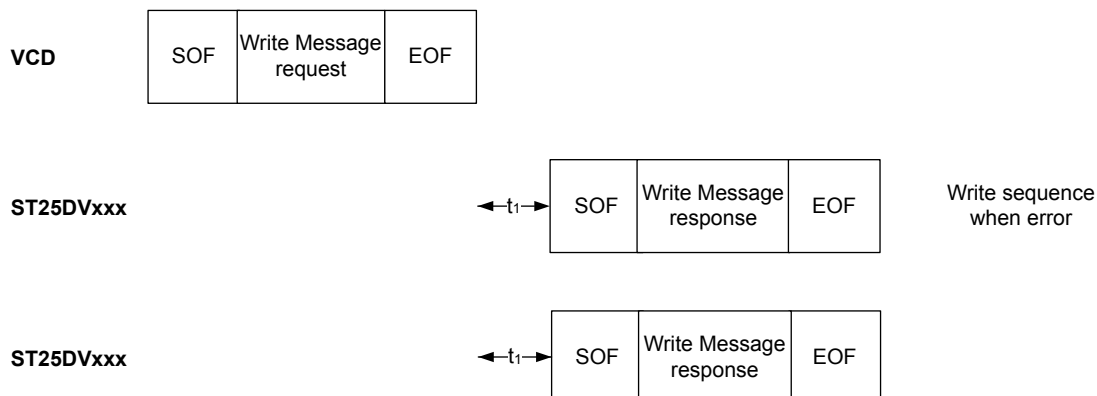 VCD
SOF
Write Message
request
EOF
ST25DVxxx
t1
SOF
Write Message
response
EOF
Write sequence
when error
ST25DVxxx
t1
SOF
Write Message
response
EOF